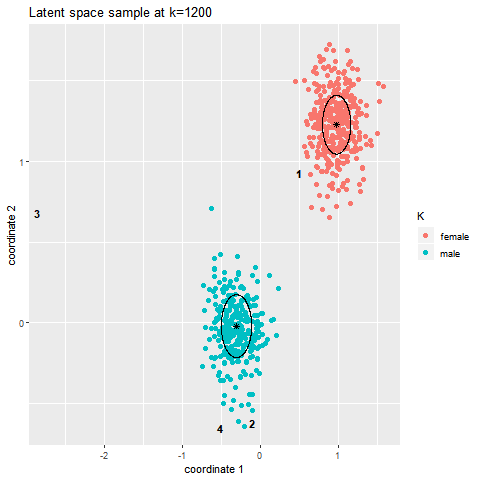 Latent space sample at k=1200
coordinate 2
1
0
1
3
4
2
-2
-1
0
1
coordinate 1
K
female
male